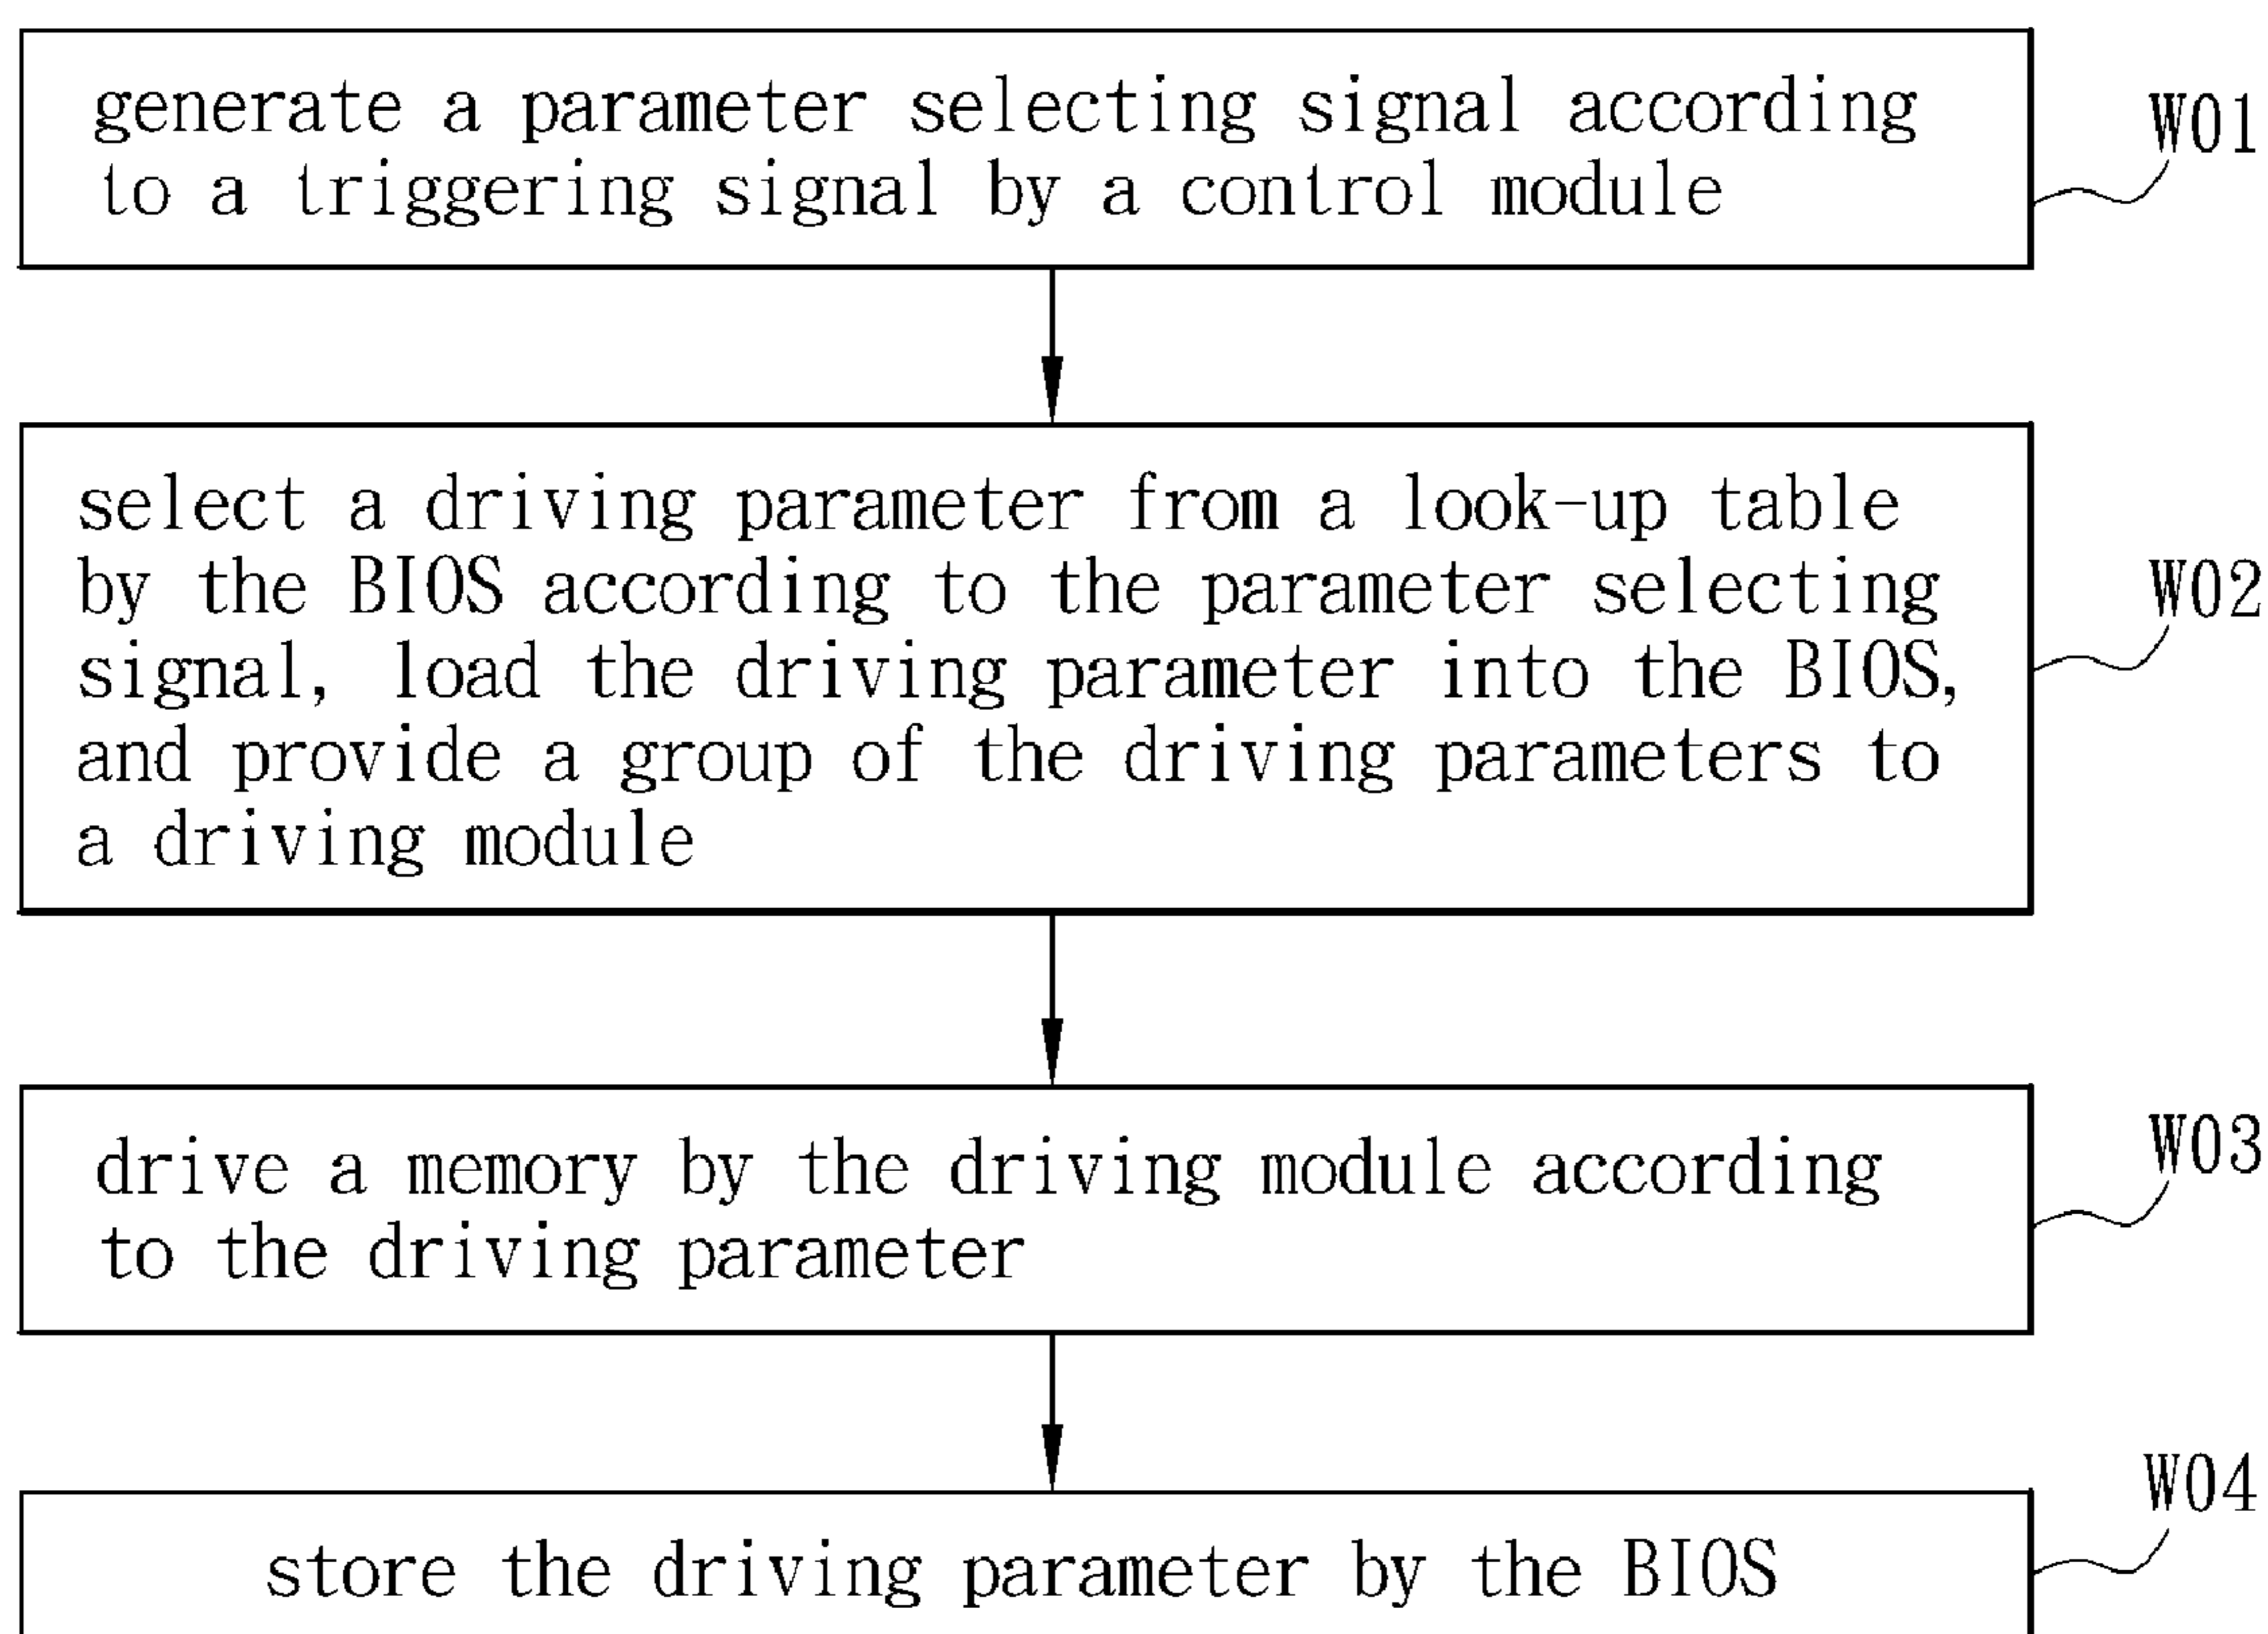 generate a parameter selecting signal according
to a triggering signal by a control module
W01
select a driving parameter from a look-up table
by the BIOS according to the parameter selecting
signal, load the driving parameter into the BIOS,
and provide a group of the driving parameters to
a driving module
W02
drive a memory by the driving module according
to the driving parameter
W03
store the driving parameter by the BIOS
W04